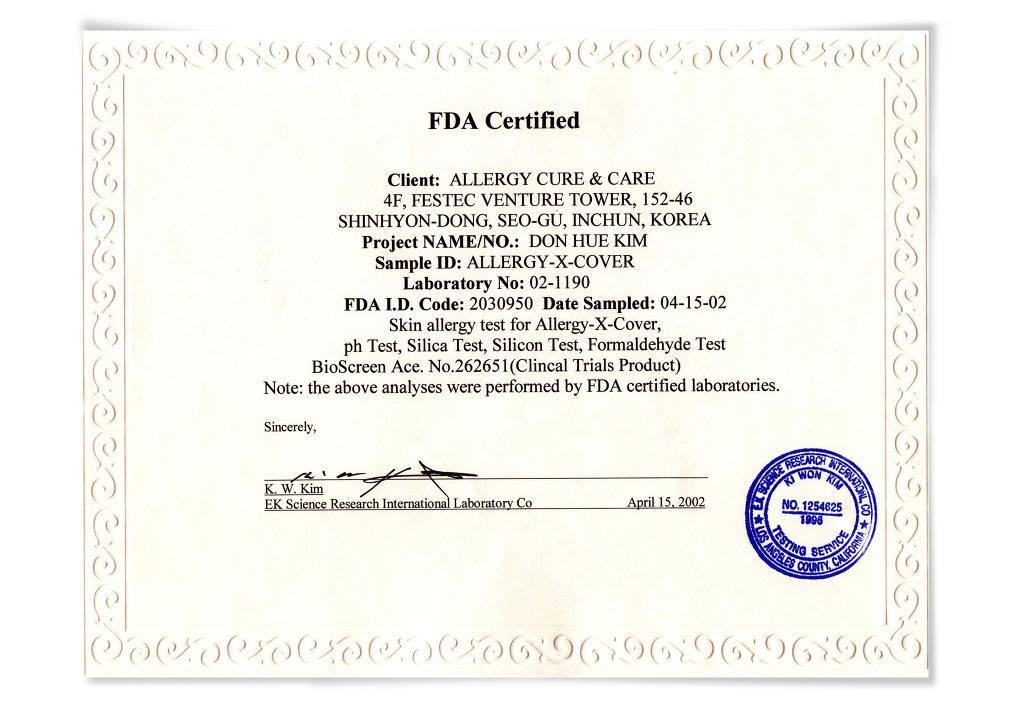 FDA Certified
Client: ALLERGY CURE & CARE
4F, FESTEC VENTURE TOWER, 152-46
SHINHYON-DONG, SEO-GU, INCHUN, KOREA
Project NAME/NO.: DON HUE KIM
Sample ID: ALLERGY-X-COVER
Laboratory No: 02-1190
FDA I.D. Code: 2030950 Date Sampled: 04-15-02
Skin allergy test for Allergy-X-Cover,
ph Test, Silica Test, Silicon Test, Formaldehyde Test
BioScreen Ace. No.262651(Clincal Trials Product)
Note: the above analyses were performed by FDA certified laboratories.
Sincerely,
K. W. Kim
EK Science Research International Laboratory Co April 15, 2002
EK SCIENCE RESEARCH INTERNATIONL CO
KI WON KIM
NO. 1254625
1996
TESTING SERVICE
★ LOS ANGELES COUNTY, CALIFORNIA ★